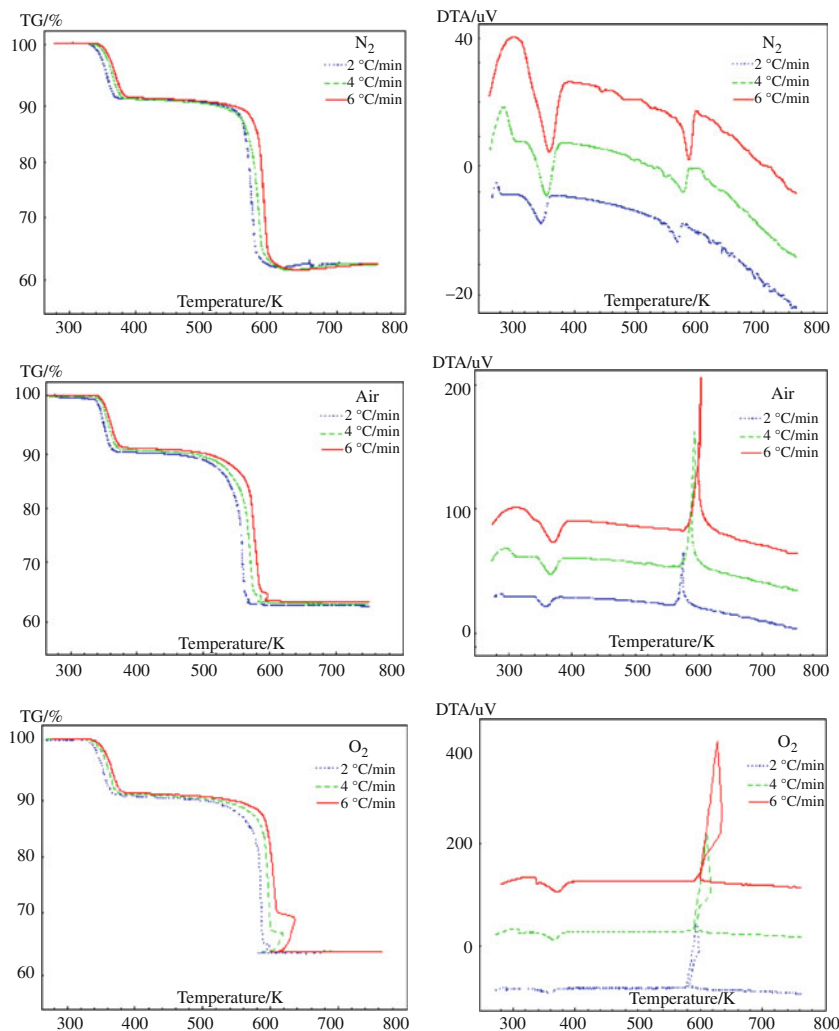 TG/%
N₂
2 °C/min
4 °C/min
6 °C/min
100
90
80
70
60
Temperature/K
300 400 500 600 700 800
DTA/uV
N₂
2 °C/min
4 °C/min
6 °C/min
40
0
−20
Temperature/K
300 400 500 600 700 800
TG/%
Air
2 °C/min
4 °C/min
6 °C/min
100
90
80
70
60
Temperature/K
300 400 500 600 700 800
DTA/uV
Air
2 °C/min
4 °C/min
6 °C/min
200
100
0
Temperature/K
300 400 500 600 700 800
TG/%
O₂
2 °C/min
4 °C/min
6 °C/min
100
90
80
70
60
Temperature/K
300 400 500 600 700 800
DTA/uV
O₂
2 °C/min
4 °C/min
6 °C/min
400
200
0
Temperature/K
300 400 500 600 700 800